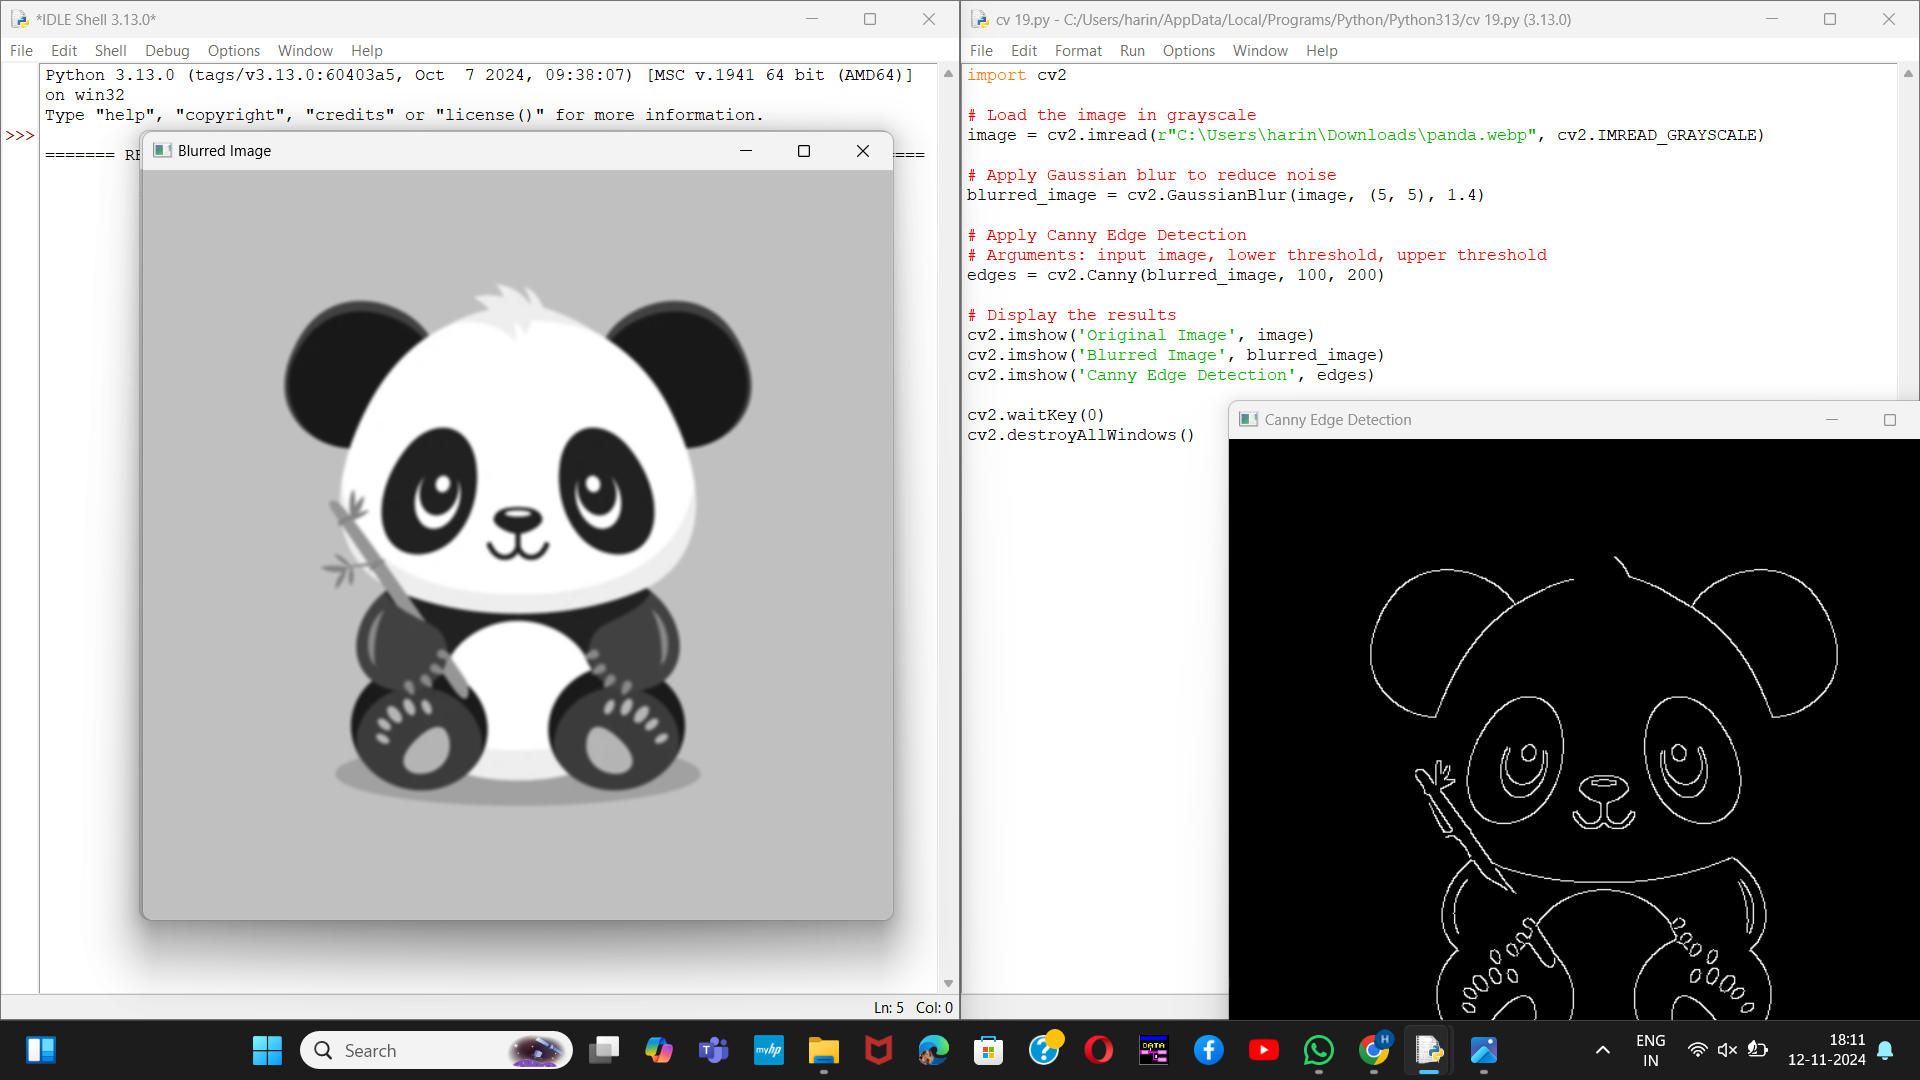 *IDLE Shell 3.13.0*
File Edit Shell Debug Options Window Help
Python 3.13.0 (tags/v3.13.0:60403a5, Oct  7 2024, 09:38:07) [MSC v.1941 64 bit (AMD64)]
on win32
Type "help", "copyright", "credits" or "license()" for more information.
>>>
======= RE
====
Blurred Image
Ln: 5 Col: 0
cv 19.py - C:/Users/harin/AppData/Local/Programs/Python/Python313/cv 19.py (3.13.0)
File Edit Format Run Options Window Help
import cv2
# Load the image in grayscale
image = cv2.imread(r"C:\Users\harin\Downloads\panda.webp", cv2.IMREAD_GRAYSCALE)
# Apply Gaussian blur to reduce noise
blurred_image = cv2.GaussianBlur(image, (5, 5), 1.4)
# Apply Canny Edge Detection
# Arguments: input image, lower threshold, upper threshold
edges = cv2.Canny(blurred_image, 100, 200)
# Display the results
cv2.imshow('Original Image', image)
cv2.imshow('Blurred Image', blurred_image)
cv2.imshow('Canny Edge Detection', edges)
cv2.waitKey(0)
cv2.destroyAllWindows()
Canny Edge Detection
Search
myhp
DATA
H
ENG
IN
18:11
12-11-2024